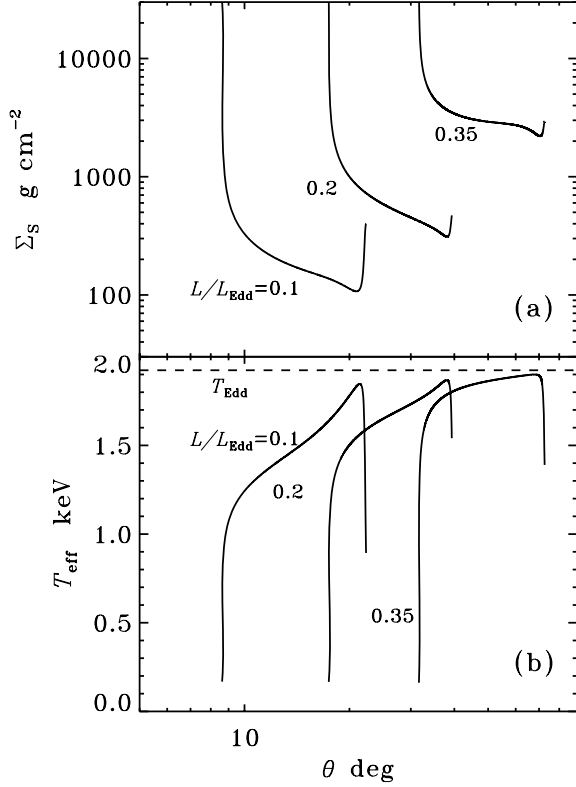 10000
1000
100
Σ_S g cm⁻²
0.35
0.2
L/L_Edd=0.1
(a)
2.0
T_Edd
L/L_Edd=0.1
1.5
0.2
1.0
T_eff keV
0.35
0.5
(b)
0.0
10
θ deg